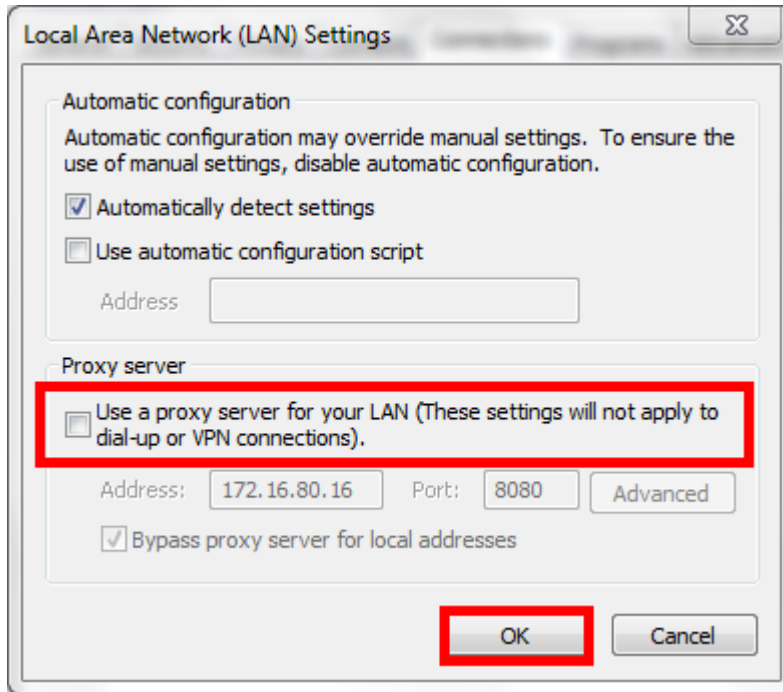 Local Area Network (LAN) Settings
Automatic configuration
Automatic configuration may override manual settings. To ensure the
use of manual settings, disable automatic configuration.
Automatically detect settings
Use automatic configuration script
Address
Proxy server
Use a proxy server for your LAN (These settings will not apply to
dial-up or VPN connections).
Address: 172.16.80.16 Port: 8080 Advanced
Bypass proxy server for local addresses
OK Cancel